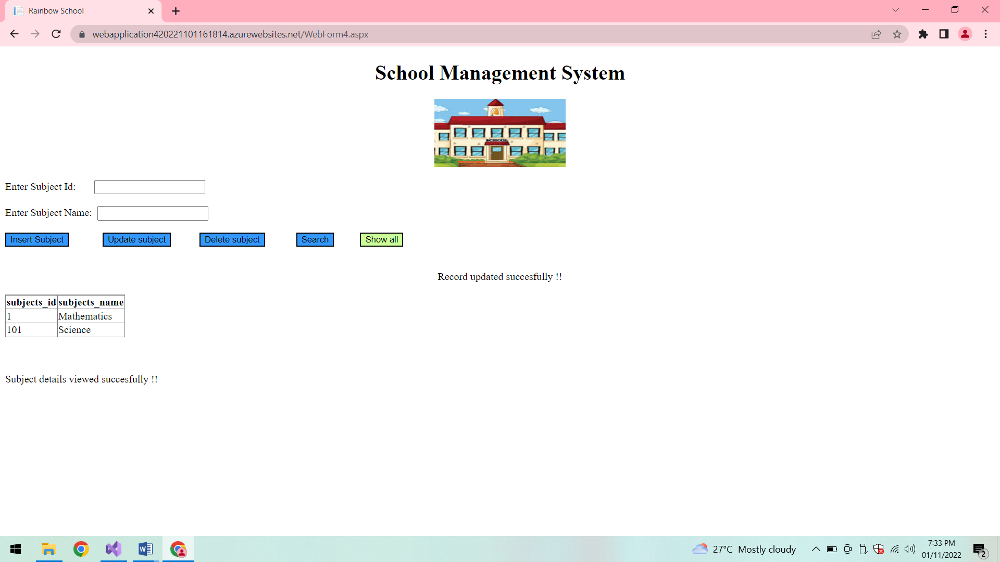 Rainbow School
webapplication420221101161814.azurewebsites.net/WebForm4.aspx
School Management System
SCHOOL
Enter Subject Id:
Enter Subject Name:
Insert Subject Update subject Delete subject Search Show all
Record updated succesfully !!
subjects_id subjects_name
1 Mathematics
101 Science
Subject details viewed succesfully !!
27°C Mostly cloudy
7:33 PM
01/11/2022
2